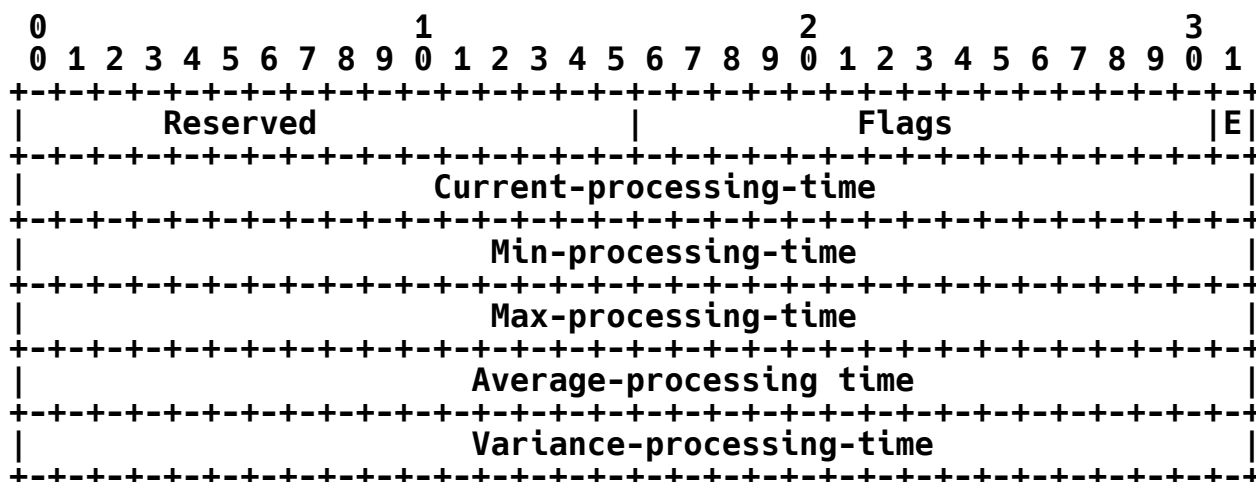 0                   1                   2                   3
 0 1 2 3 4 5 6 7 8 9 0 1 2 3 4 5 6 7 8 9 0 1 2 3 4 5 6 7 8 9 0 1
+-+-+-+-+-+-+-+-+-+-+-+-+-+-+-+-+-+-+-+-+-+-+-+-+-+-+-+-+-+-+-+-+
|       Reserved                |           Flags             |E|
+-+-+-+-+-+-+-+-+-+-+-+-+-+-+-+-+-+-+-+-+-+-+-+-+-+-+-+-+-+-+-+-+
|                     Current-processing-time                   |
+-+-+-+-+-+-+-+-+-+-+-+-+-+-+-+-+-+-+-+-+-+-+-+-+-+-+-+-+-+-+-+-+
|                        Min-processing-time                    |
+-+-+-+-+-+-+-+-+-+-+-+-+-+-+-+-+-+-+-+-+-+-+-+-+-+-+-+-+-+-+-+-+
|                        Max-processing-time                    |
+-+-+-+-+-+-+-+-+-+-+-+-+-+-+-+-+-+-+-+-+-+-+-+-+-+-+-+-+-+-+-+-+
|                       Average-processing time                 |
+-+-+-+-+-+-+-+-+-+-+-+-+-+-+-+-+-+-+-+-+-+-+-+-+-+-+-+-+-+-+-+-+
|                       Variance-processing-time                |
+-+-+-+-+-+-+-+-+-+-+-+-+-+-+-+-+-+-+-+-+-+-+-+-+-+-+-+-+-+-+-+-+